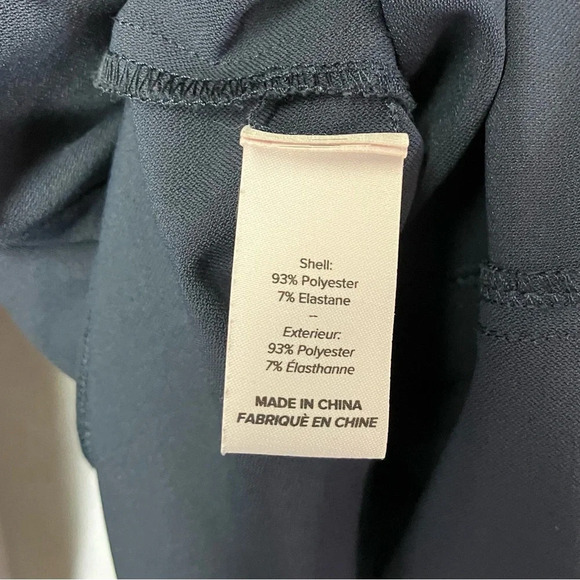 Shell:
93% Polyester
7% Elastane
--
Exterieur:
93% Polyester
7% Élasthanne
MADE IN CHINA
FABRIQUÈ EN CHINE